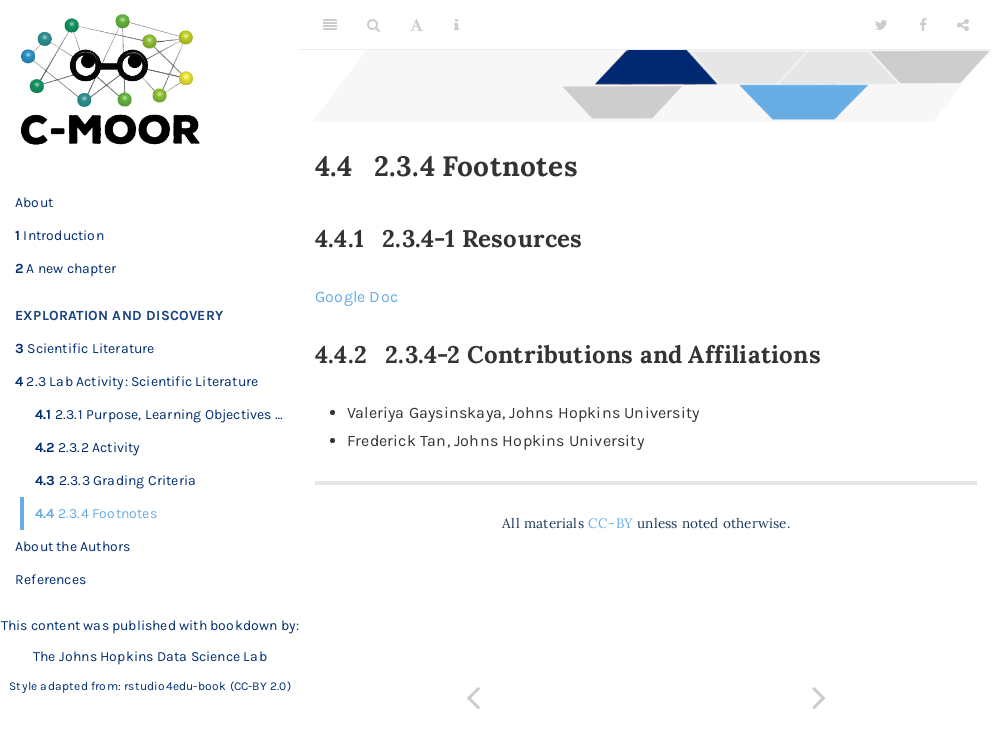 C-MOOR
About
1 Introduction
2 A new chapter
EXPLORATION AND DISCOVERY
3 Scientific Literature
4 2.3 Lab Activity: Scientific Literature
4.1 2.3.1 Purpose, Learning Objectives ...
4.2 2.3.2 Activity
4.3 2.3.3 Grading Criteria
4.4 2.3.4 Footnotes
About the Authors
References
This content was published with bookdown by:
The Johns Hopkins Data Science Lab
Style adapted from: rstudio4edu-book (CC-BY 2.0)
A
4.4 2.3.4 Footnotes
4.4.1 2.3.4-1 Resources
Google Doc
4.4.2 2.3.4-2 Contributions and Affiliations
• Valeriya Gaysinskaya, Johns Hopkins University
• Frederick Tan, Johns Hopkins University
All materials CC-BY unless noted otherwise.